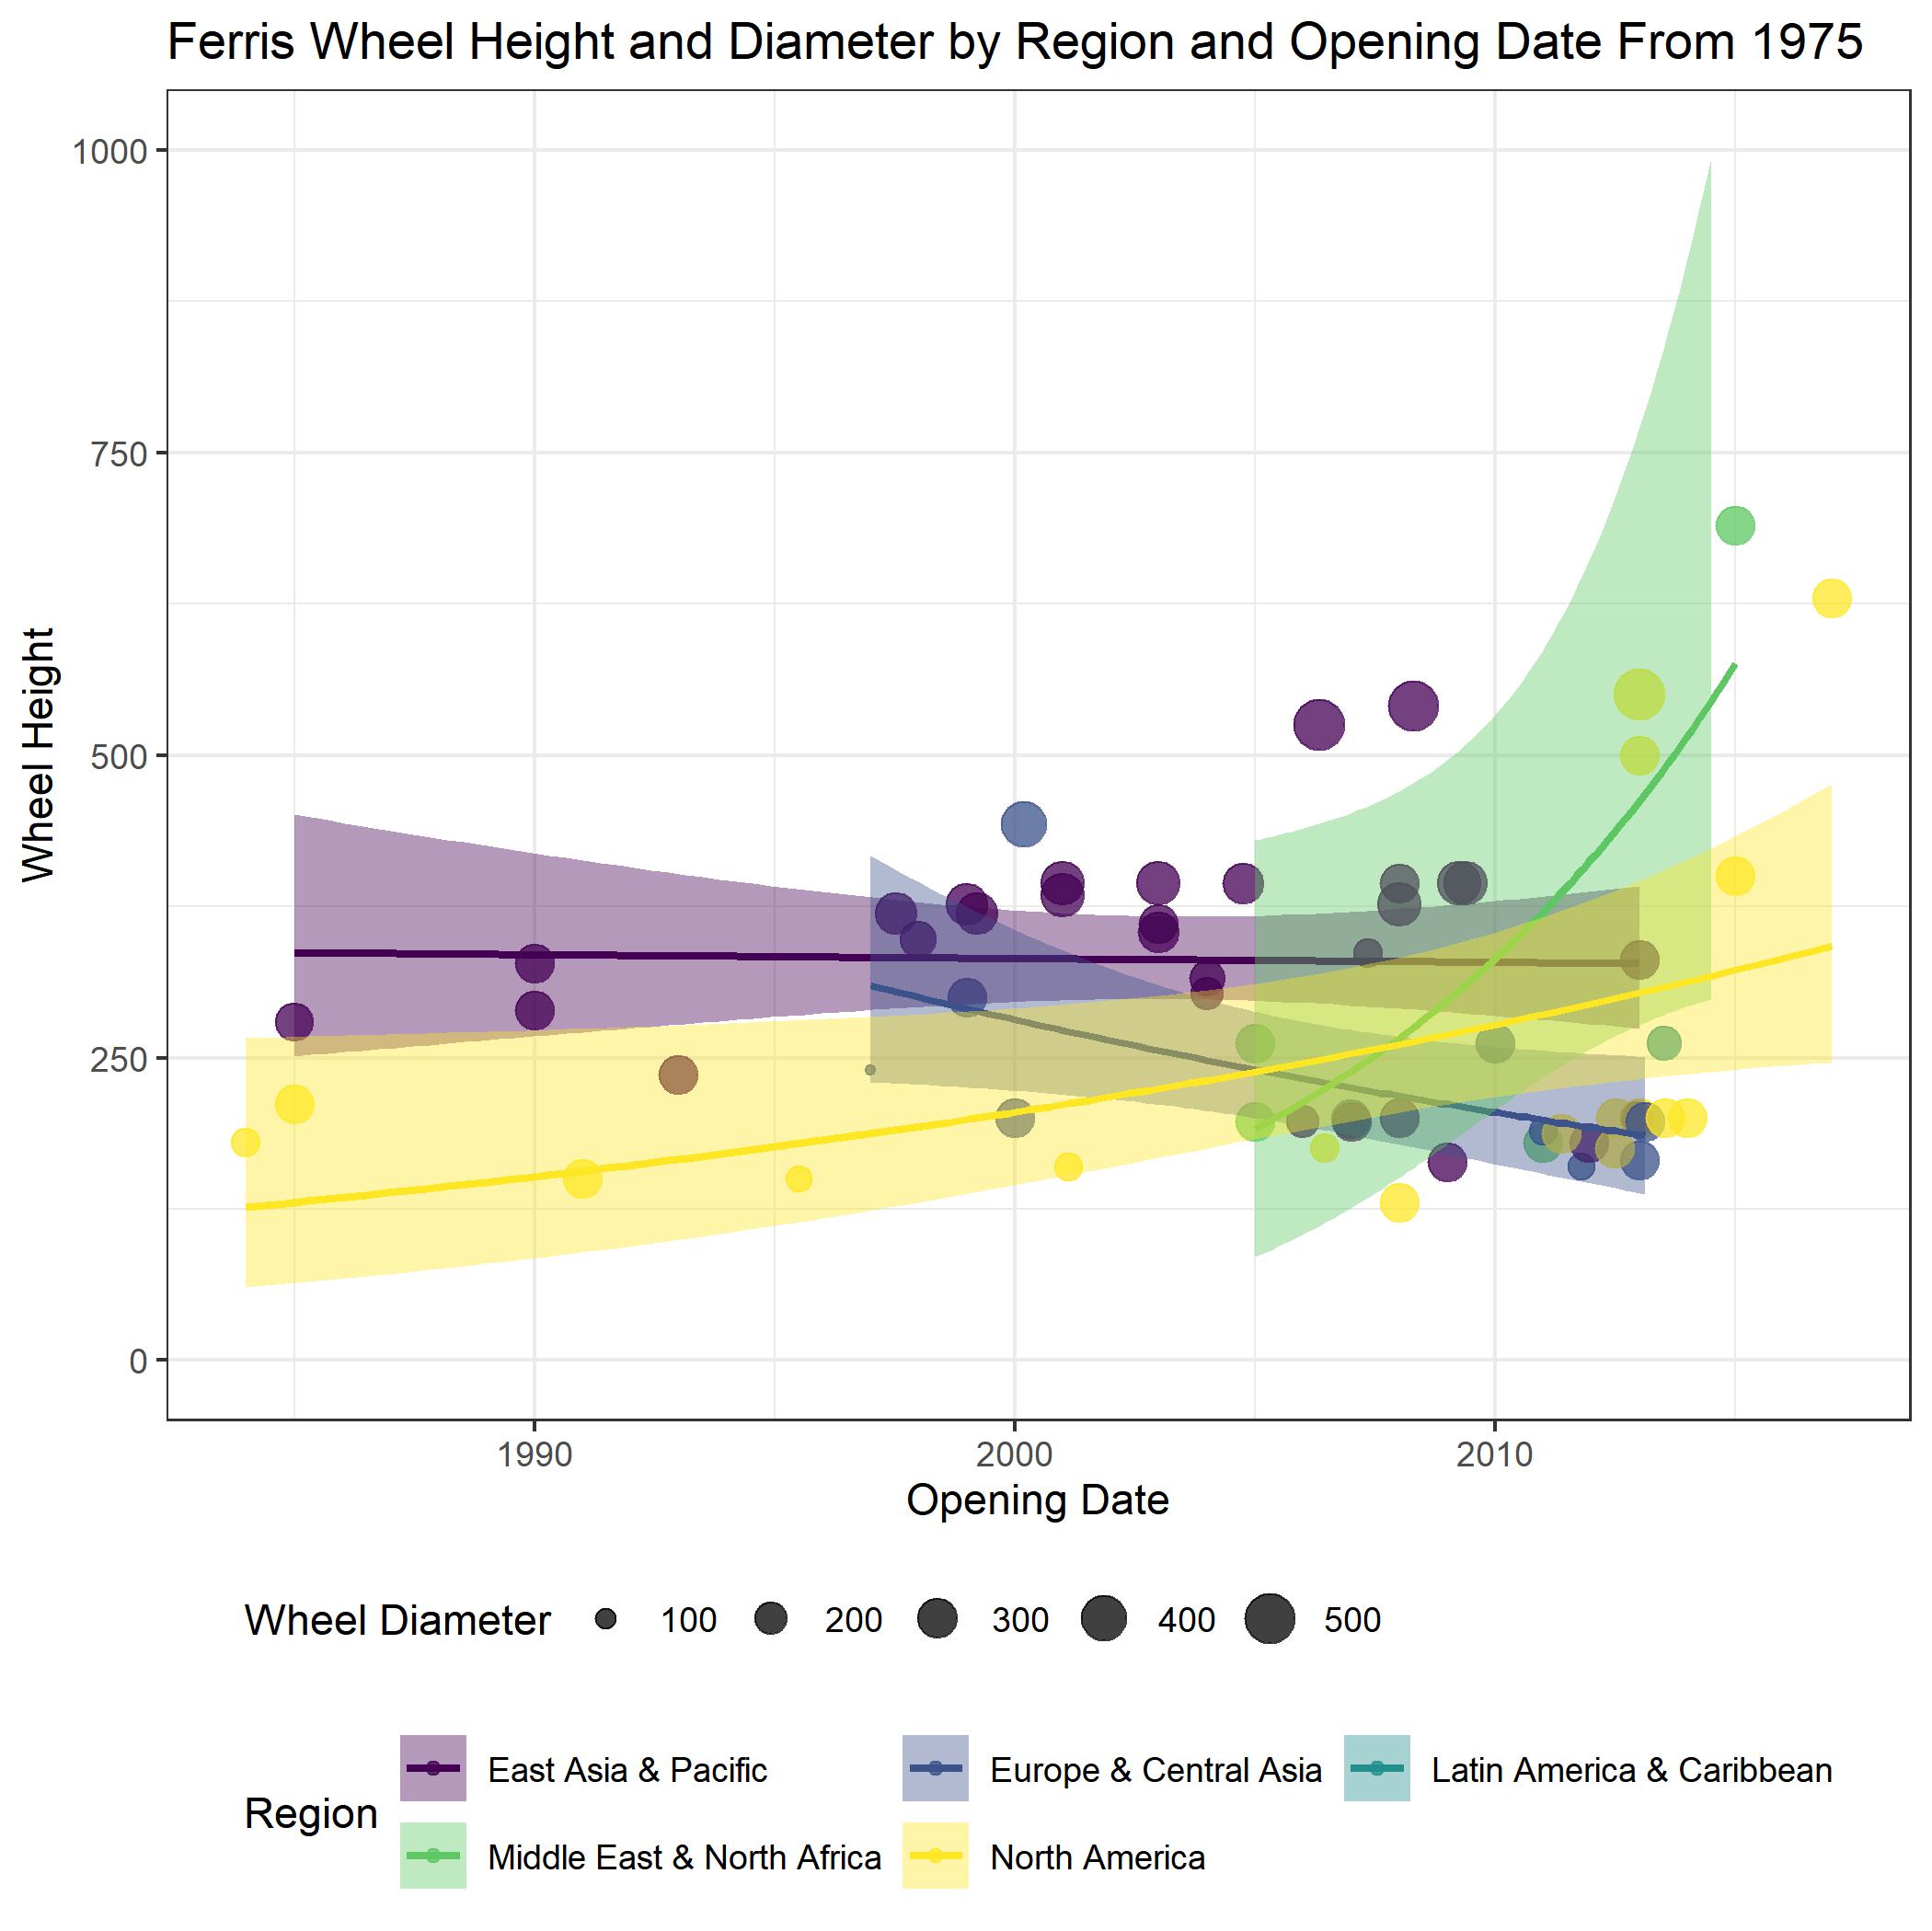 Ferris Wheel Height and Diameter by Region and Opening Date From 1975
1000
750
500
250
0
Wheel Height
1990 2000 2010
Opening Date
Wheel Diameter 100 200 300 400 500
Region
East Asia & Pacific Europe & Central Asia Latin America & Caribbean
Middle East & North Africa North America